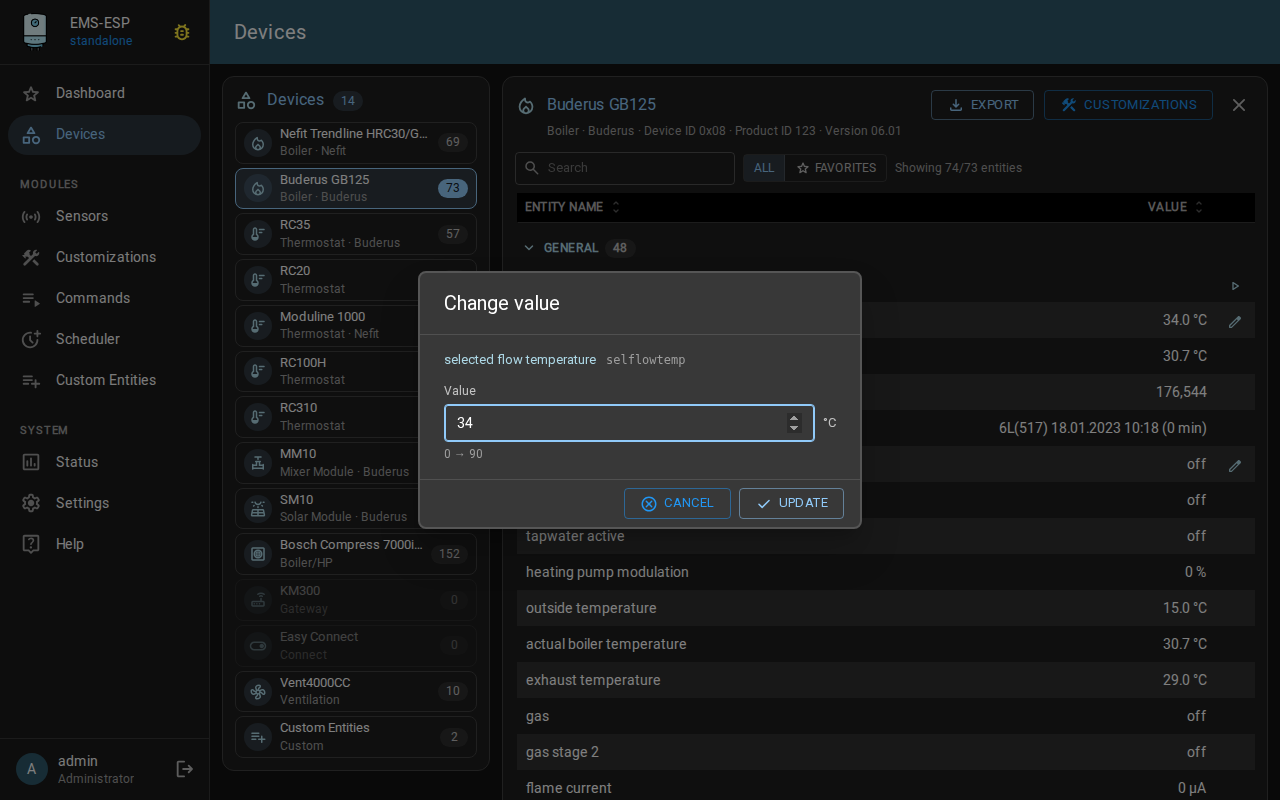 EMS-ESP
standalone
Dashboard
Devices
MODULES
Sensors
Customizations
Commands
Scheduler
Custom Entities
SYSTEM
Status
Settings
Help
A
admin
Administrator
Devices
Devices 14
Nefit Trendline HRC30/G...
Boiler · Nefit
69
Buderus GB125
Boiler · Buderus
73
RC35
Thermostat · Buderus
57
RC20
Thermostat
Moduline 1000
Thermostat · Nefit
RC100H
Thermostat
RC310
Thermostat
MM10
Mixer Module · Buderus
SM10
Solar Module · Buderus
Bosch Compress 7000i...
Boiler/HP
152
KM300
Gateway
0
Easy Connect
Connect
0
Vent4000CC
Ventilation
10
Custom Entities
Custom
2
Buderus GB125
EXPORT
CUSTOMIZATIONS
Boiler · Buderus · Device ID 0x08 · Product ID 123 · Version 06.01
Search
ALL
FAVORITES
Showing 74/73 entities
ENTITY NAME
VALUE
GENERAL 48
34.0 °C
30.7 °C
176,544
6L(517) 18.01.2023 10:18 (0 min)
off
off
tapwater active off
heating pump modulation 0 %
outside temperature 15.0 °C
actual boiler temperature 30.7 °C
exhaust temperature 29.0 °C
gas off
gas stage 2 off
flame current 0 µA
Change value
selected flow temperature selflowtemp
Value
34
°C
0 → 90
CANCEL
UPDATE